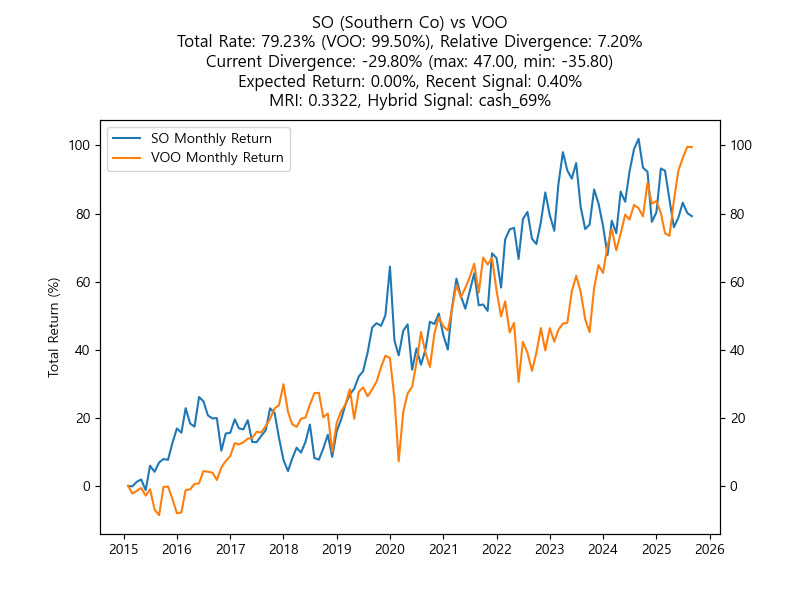 SO (Southern Co) vs VOO
Total Rate: 79.23% (VOO: 99.50%), Relative Divergence: 7.20%
Current Divergence: -29.80% (max: 47.00, min: -35.80)
Expected Return: 0.00%, Recent Signal: 0.40%
MRI: 0.3322, Hybrid Signal: cash_69%
SO Monthly Return
VOO Monthly Return
Total Return (%)
100
80
60
40
20
0
100
80
60
40
20
0
2015 2016 2017 2018 2019 2020 2021 2022 2023 2024 2025 2026